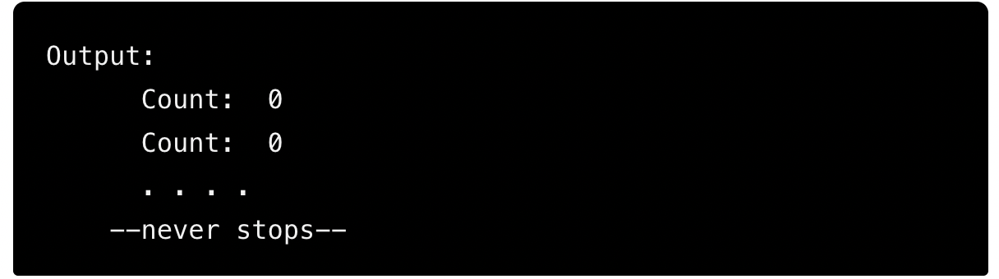 Output:
Count:  0
Count:  0
. . . .
--never stops--